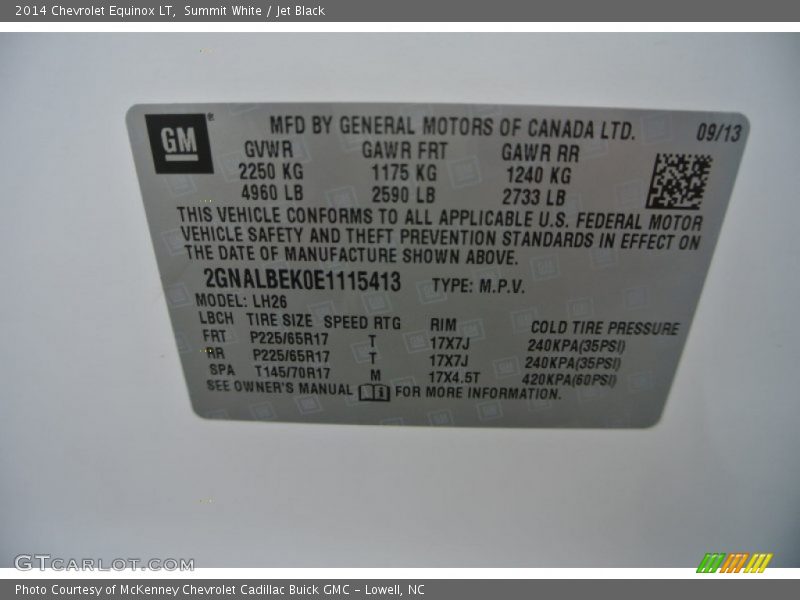 2014 Chevrolet Equinox LT, Summit White / Jet Black
GM®
MFD BY GENERAL MOTORS OF CANADA LTD. 09/13
GVWR GAWR FRT GAWR RR
2250 KG 1175 KG 1240 KG
4960 LB 2590 LB 2733 LB
THIS VEHICLE CONFORMS TO ALL APPLICABLE U.S. FEDERAL MOTOR
VEHICLE SAFETY AND THEFT PREVENTION STANDARDS IN EFFECT ON
THE DATE OF MANUFACTURE SHOWN ABOVE.
2GNALBEK0E1115413 TYPE: M.P.V.
MODEL: LH26
LBCH TIRE SIZE SPEED RTG RIM COLD TIRE PRESSURE
FRT P225/65R17 T 17X7J 240KPA(35PSI)
RR P225/65R17 T 17X7J 240KPA(35PSI)
SPA T145/70R17 M 17X4.5T 420KPA(60PSI)
SEE OWNER'S MANUAL FOR MORE INFORMATION.
GTCARLOT.COM
Photo Courtesy of McKenney Chevrolet Cadillac Buick GMC - Lowell, NC